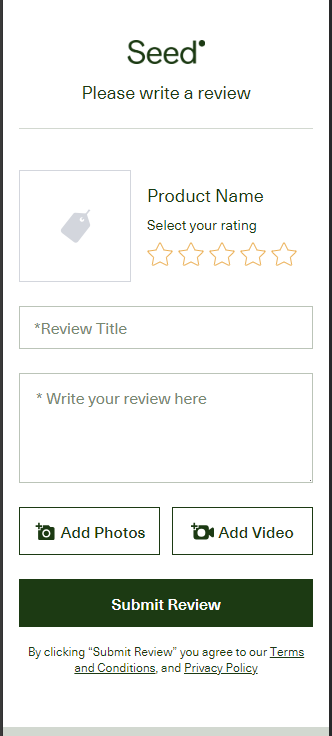 Seed
Please write a review
Product Name
Select your rating
*Review Title
* Write your review here
Add Photos
Add Video
Submit Review
By clicking “Submit Review” you agree to our Terms
and Conditions, and Privacy Policy